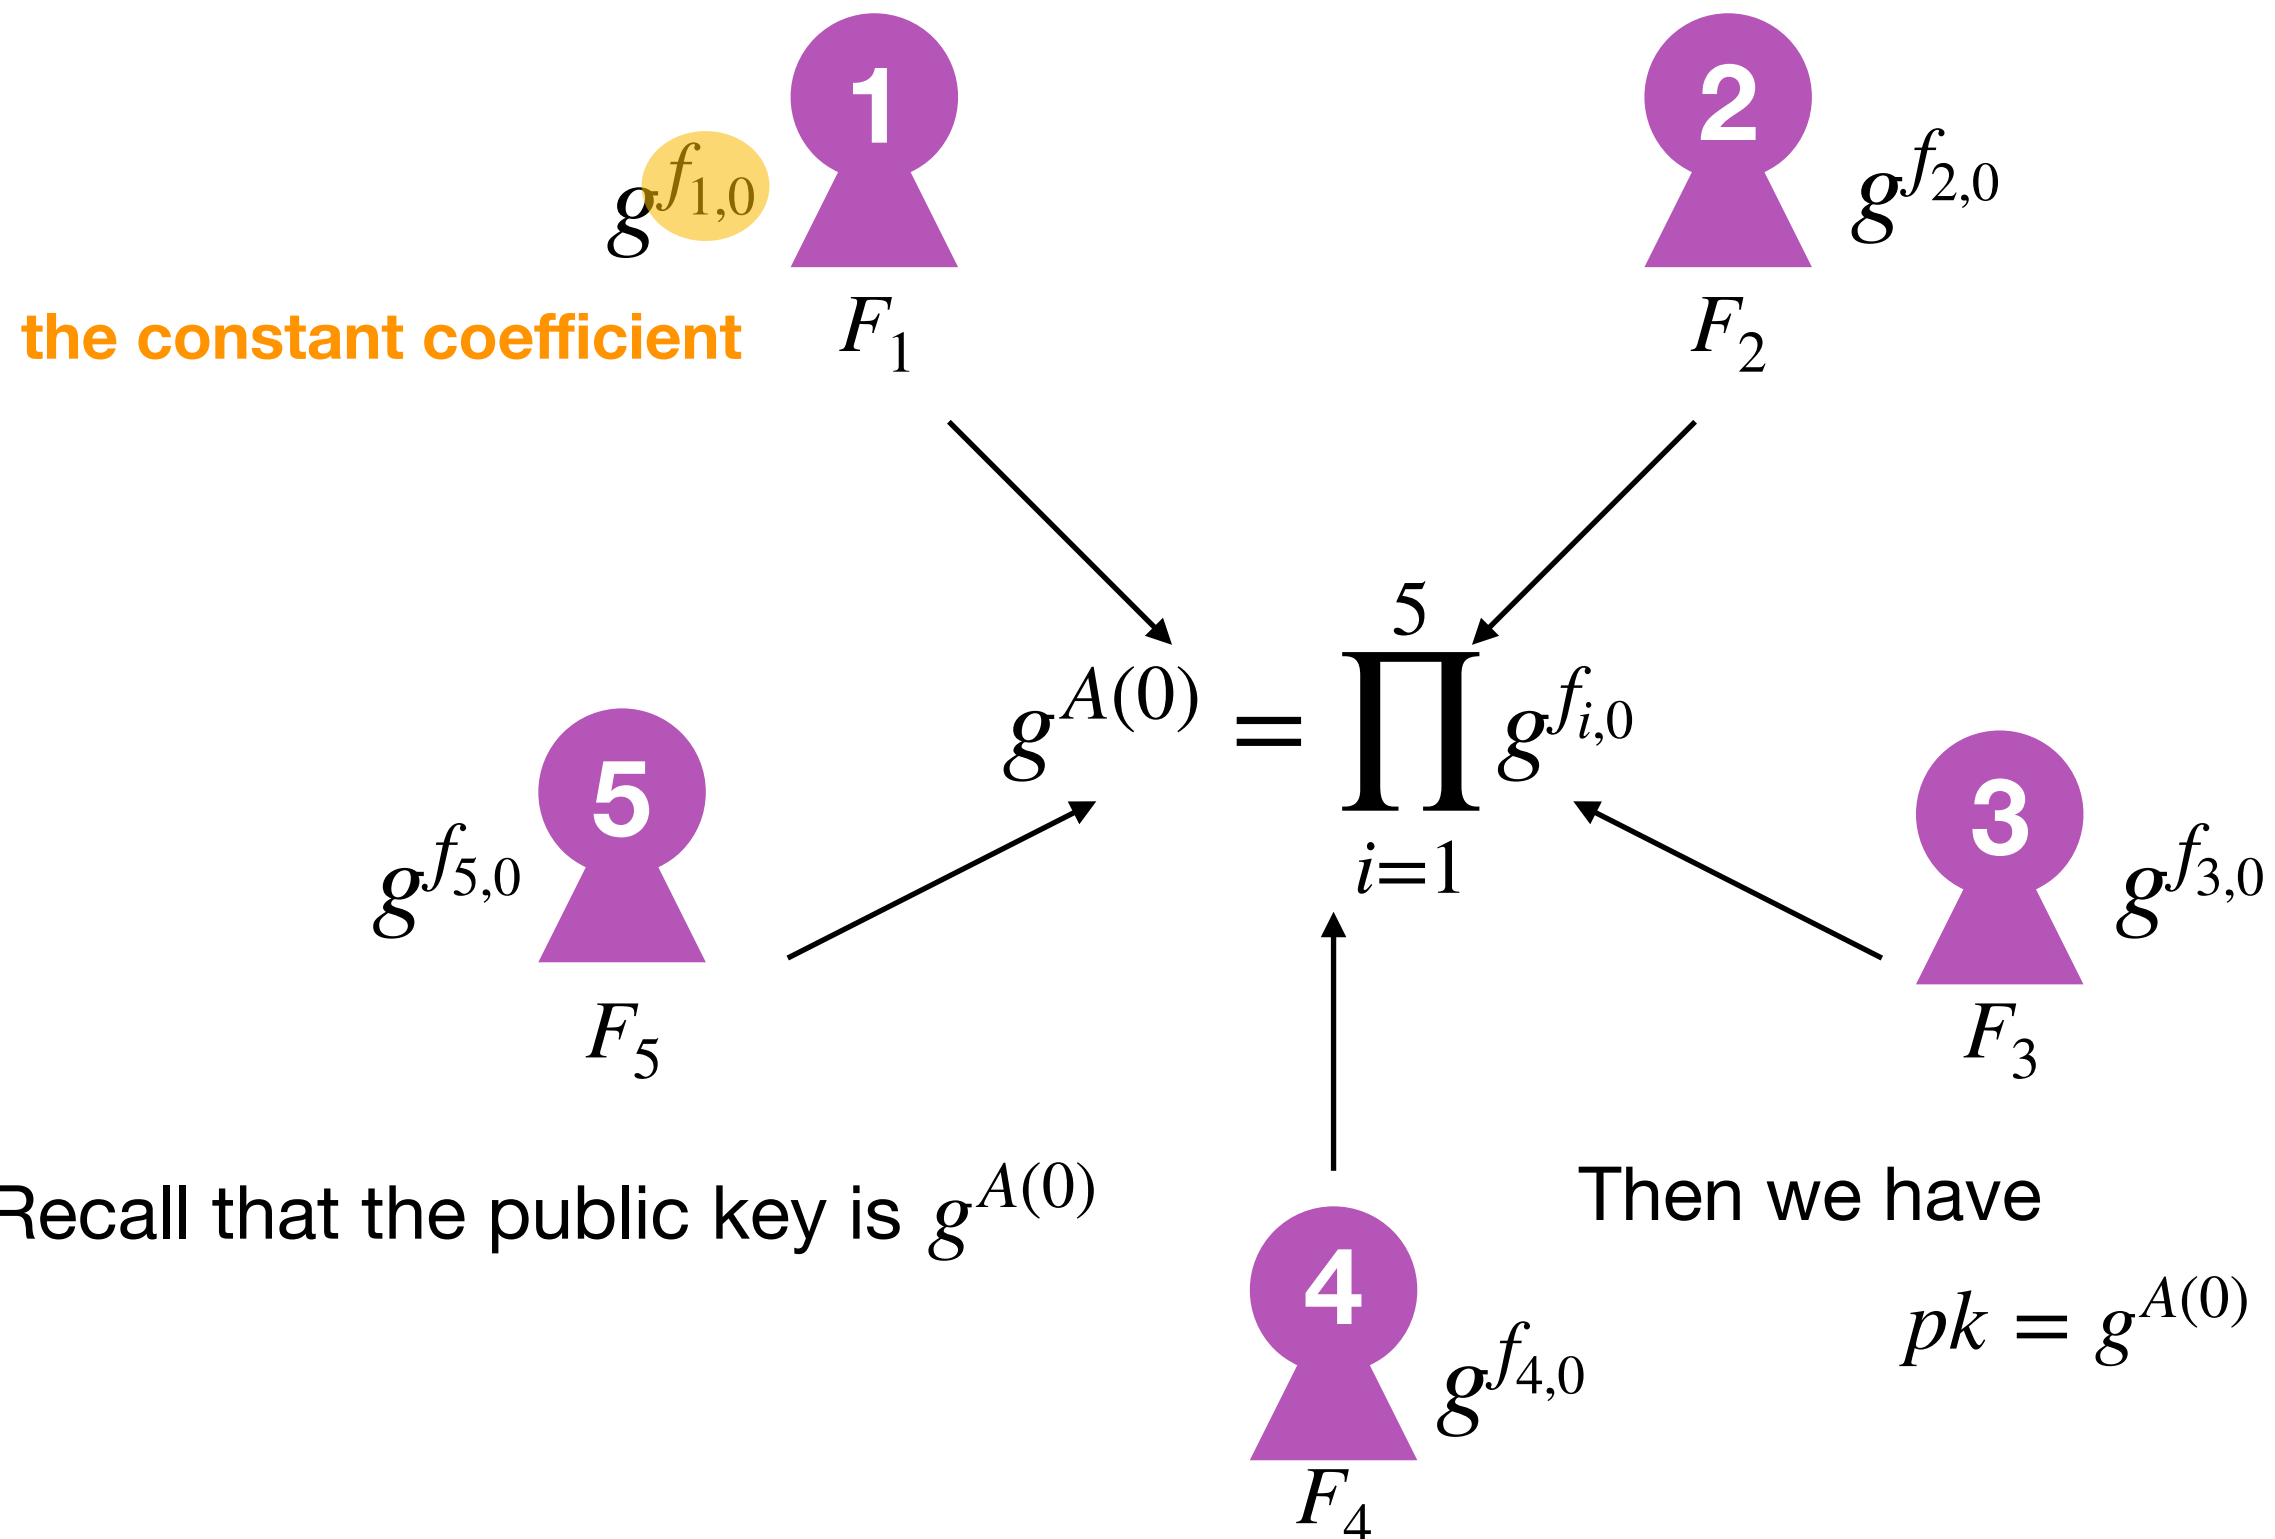 1
2
g^{f_{1,0}}
g^{f_{2,0}}
the constant coefficient
F_1
F_2
g^{A(0)} = \prod_{i=1}^{5} g^{f_{i,0}}
5
3
g^{f_{5,0}}
g^{f_{3,0}}
F_5
F_3
Recall that the public key is g^{A(0)}
Then we have
4
pk = g^{A(0)}
g^{f_{4,0}}
F_4